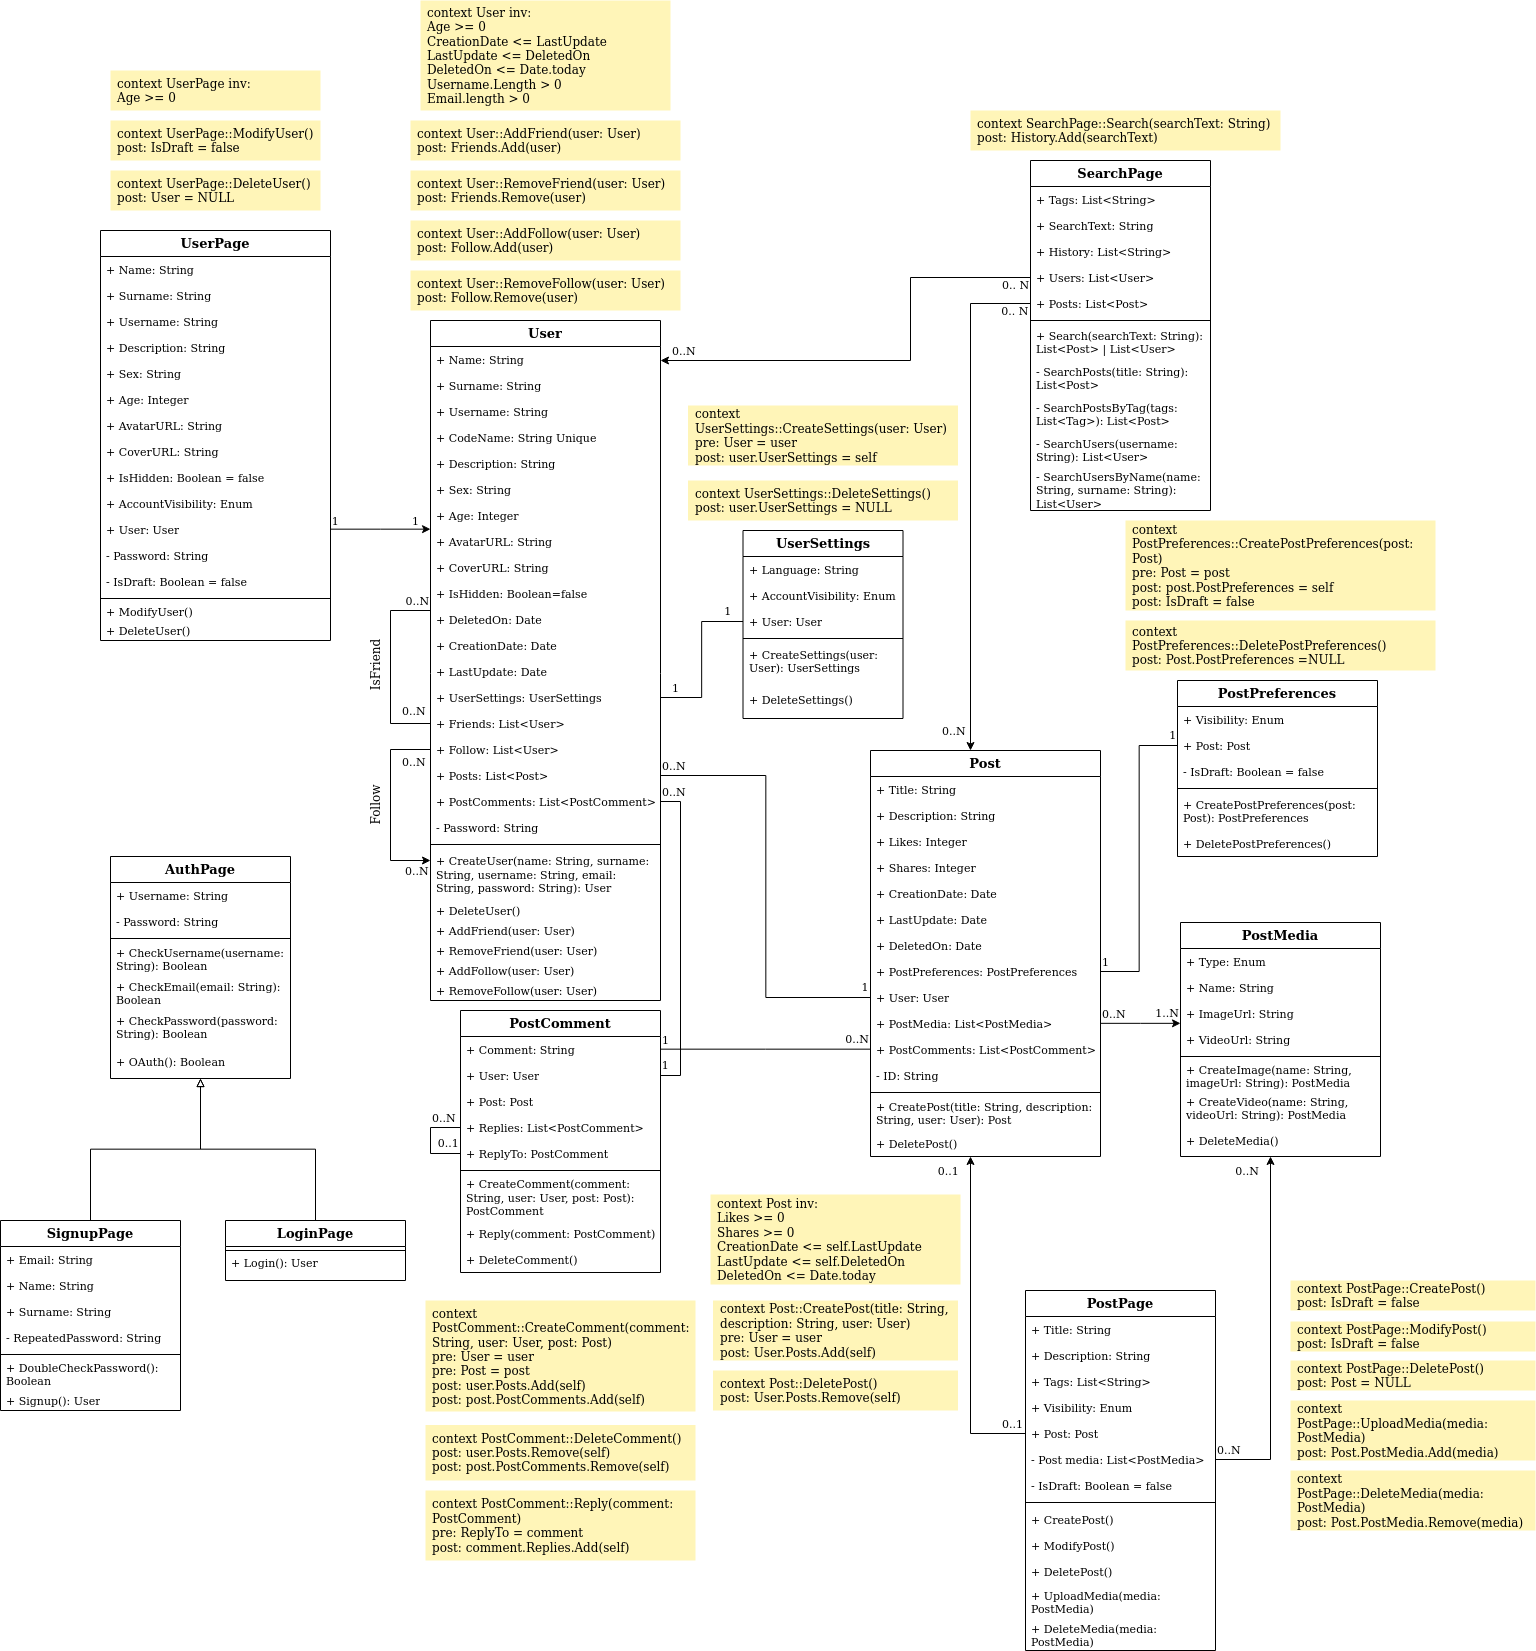 context User inv:
Age >= 0
CreationDate <= LastUpdate
LastUpdate <= DeletedOn
DeletedOn <= Date.today
Username.Length > 0
Email.length > 0
context UserPage inv:
Age >= 0
context UserPage::ModifyUser()
post: IsDraft = false
context UserPage::DeleteUser()
post: User = NULL
context User::AddFriend(user: User)
post: Friends.Add(user)
context User::RemoveFriend(user: User)
post: Friends.Remove(user)
context User::AddFollow(user: User)
post: Follow.Add(user)
context User::RemoveFollow(user: User)
post: Follow.Remove(user)
context SearchPage::Search(searchText: String)
post: History.Add(searchText)
SearchPage
+ Tags: List<String>
+ SearchText: String
+ History: List<String>
+ Users: List<User>
+ Posts: List<Post>
+ Search(searchText: String):
List<Post> | List<User>
- SearchPosts(title: String):
List<Post>
- SearchPostsByTag(tags:
List<Tag>): List<Post>
- SearchUsers(username:
String): List<User>
- SearchUsersByName(name:
String, surname: String):
List<User>
0.. N
0.. N
0..N
0..N
UserPage
+ Name: String
+ Surname: String
+ Username: String
+ Description: String
+ Sex: String
+ Age: Integer
+ AvatarURL: String
+ CoverURL: String
+ IsHidden: Boolean = false
+ AccountVisibility: Enum
+ User: User
- Password: String
- IsDraft: Boolean = false
+ ModifyUser()
+ DeleteUser()
1
1
User
+ Name: String
+ Surname: String
+ Username: String
+ CodeName: String Unique
+ Description: String
+ Sex: String
+ Age: Integer
+ AvatarURL: String
+ CoverURL: String
+ IsHidden: Boolean=false
+ DeletedOn: Date
+ CreationDate: Date
+ LastUpdate: Date
+ UserSettings: UserSettings
+ Friends: List<User>
+ Follow: List<User>
+ Posts: List<Post>
+ PostComments: List<PostComment>
- Password: String
+ CreateUser(name: String, surname:
String, username: String, email:
String, password: String): User
+ DeleteUser()
+ AddFriend(user: User)
+ RemoveFriend(user: User)
+ AddFollow(user: User)
+ RemoveFollow(user: User)
0..N
IsFriend
0..N
0..N
Follow
0..N
context
UserSettings::CreateSettings(user: User)
pre: User = user
post: user.UserSettings = self
context UserSettings::DeleteSettings()
post: user.UserSettings = NULL
UserSettings
+ Language: String
+ AccountVisibility: Enum
+ User: User
+ CreateSettings(user:
User): UserSettings
+ DeleteSettings()
1
1
0..N
0..N
context
PostPreferences::CreatePostPreferences(post:
Post)
pre: Post = post
post: post.PostPreferences = self
post: IsDraft = false
context
PostPreferences::DeletePostPreferences()
post: Post.PostPreferences =NULL
PostPreferences
+ Visibility: Enum
+ Post: Post
- IsDraft: Boolean = false
+ CreatePostPreferences(post:
Post): PostPreferences
+ DeletePostPreferences()
1
1
Post
+ Title: String
+ Description: String
+ Likes: Integer
+ Shares: Integer
+ CreationDate: Date
+ LastUpdate: Date
+ DeletedOn: Date
+ PostPreferences: PostPreferences
+ User: User
+ PostMedia: List<PostMedia>
+ PostComments: List<PostComment>
- ID: String
+ CreatePost(title: String, description:
String, user: User): Post
+ DeletePost()
1
0..N
0..N
1..N
PostMedia
+ Type: Enum
+ Name: String
+ ImageUrl: String
+ VideoUrl: String
+ CreateImage(name: String,
imageUrl: String): PostMedia
+ CreateVideo(name: String,
videoUrl: String): PostMedia
+ DeleteMedia()
AuthPage
+ Username: String
- Password: String
+ CheckUsername(username:
String): Boolean
+ CheckEmail(email: String):
Boolean
+ CheckPassword(password:
String): Boolean
+ OAuth(): Boolean
SignupPage
+ Email: String
+ Name: String
+ Surname: String
- RepeatedPassword: String
+ DoubleCheckPassword():
Boolean
+ Signup(): User
LoginPage
+ Login(): User
PostComment
+ Comment: String
+ User: User
+ Post: Post
+ Replies: List<PostComment>
+ ReplyTo: PostComment
+ CreateComment(comment:
String, user: User, post: Post):
PostComment
+ Reply(comment: PostComment)
+ DeleteComment()
1
1
0..N
0..1
context
PostComment::CreateComment(comment:
String, user: User, post: Post)
pre: User = user
pre: Post = post
post: user.Posts.Add(self)
post: post.PostComments.Add(self)
context PostComment::DeleteComment()
post: user.Posts.Remove(self)
post: post.PostComments.Remove(self)
context PostComment::Reply(comment:
PostComment)
pre: ReplyTo = comment
post: comment.Replies.Add(self)
context Post inv:
Likes >= 0
Shares >= 0
CreationDate <= self.LastUpdate
LastUpdate <= self.DeletedOn
DeletedOn <= Date.today
context Post::CreatePost(title: String,
description: String, user: User)
pre: User = user
post: User.Posts.Add(self)
context Post::DeletePost()
post: User.Posts.Remove(self)
0..1
0..N
0..1
0..N
PostPage
+ Title: String
+ Description: String
+ Tags: List<String>
+ Visibility: Enum
+ Post: Post
- Post media: List<PostMedia>
- IsDraft: Boolean = false
+ CreatePost()
+ ModifyPost()
+ DeletePost()
+ UploadMedia(media:
PostMedia)
+ DeleteMedia(media:
PostMedia)
context PostPage::CreatePost()
post: IsDraft = false
context PostPage::ModifyPost()
post: IsDraft = false
context PostPage::DeletePost()
post: Post = NULL
context
PostPage::UploadMedia(media:
PostMedia)
post: Post.PostMedia.Add(media)
context
PostPage::DeleteMedia(media:
PostMedia)
post: Post.PostMedia.Remove(media)